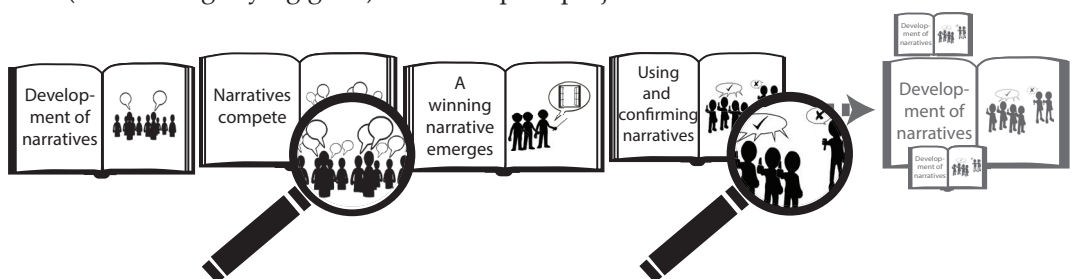 Develop-
ment of
narratives
Narratives
compete
A
winning
narrative
emerges
Using
and
confirming
narratives
Develop-
ment of
narratives
Develop-
ment of
narratives
Develop-
ment of
narratives